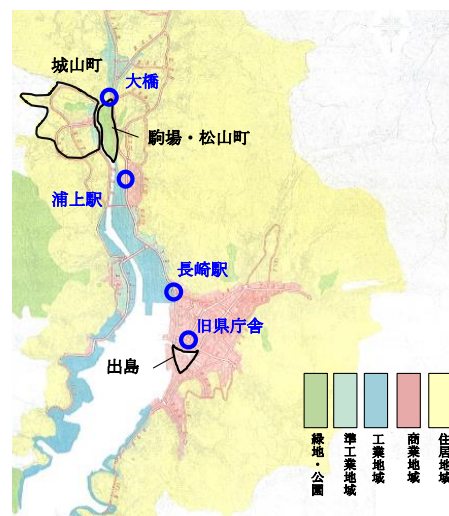 城山町
大橋
駒場・松山町
浦上駅
長崎駅
旧県庁舎
出島
緑地・公園
準工業地域
工業地域
商業地域
住居地域